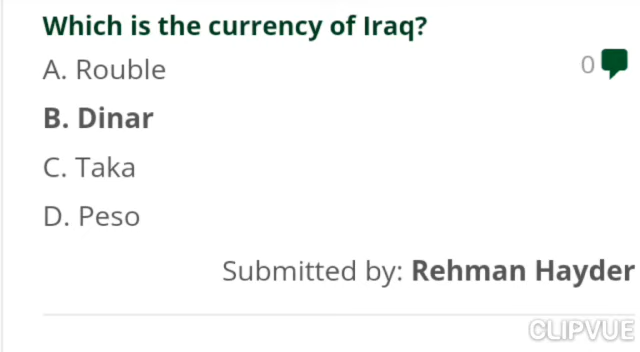 Which is the currency of Iraq?
A. Rouble
0
B. Dinar
C. Taka
D. Peso
Submitted by: Rehman Hayder
CLIPVUE